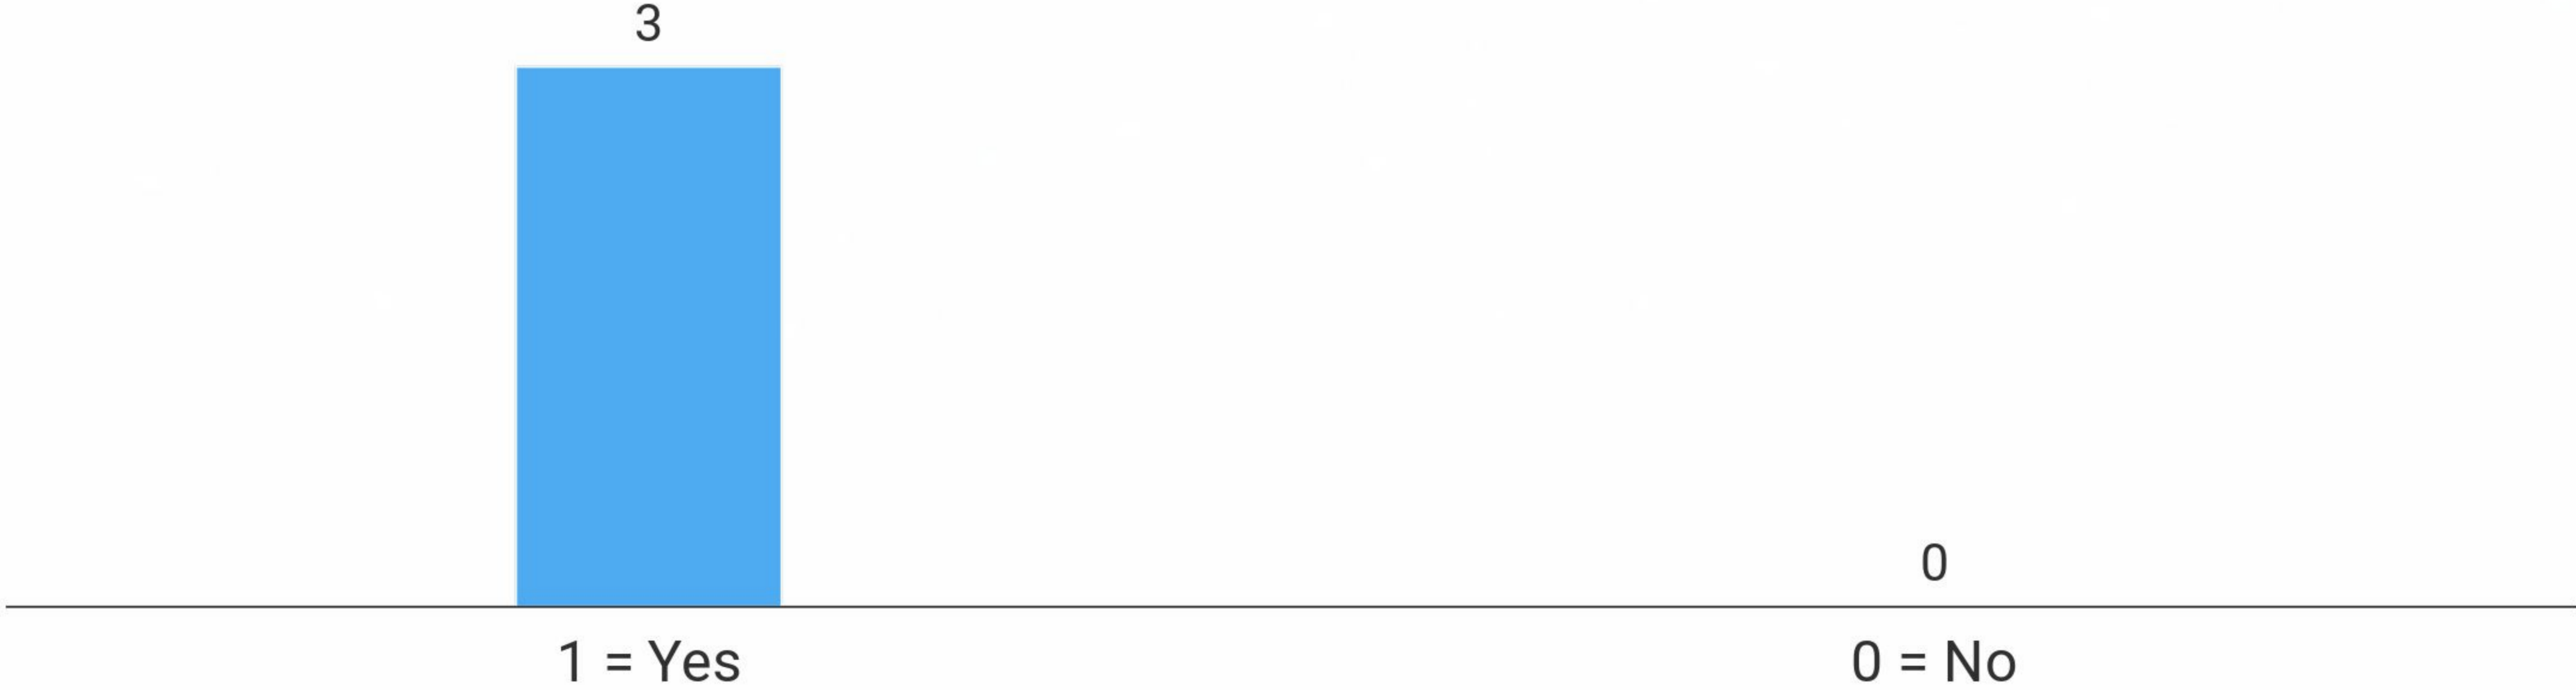 3
0
1 = Yes
0 = No